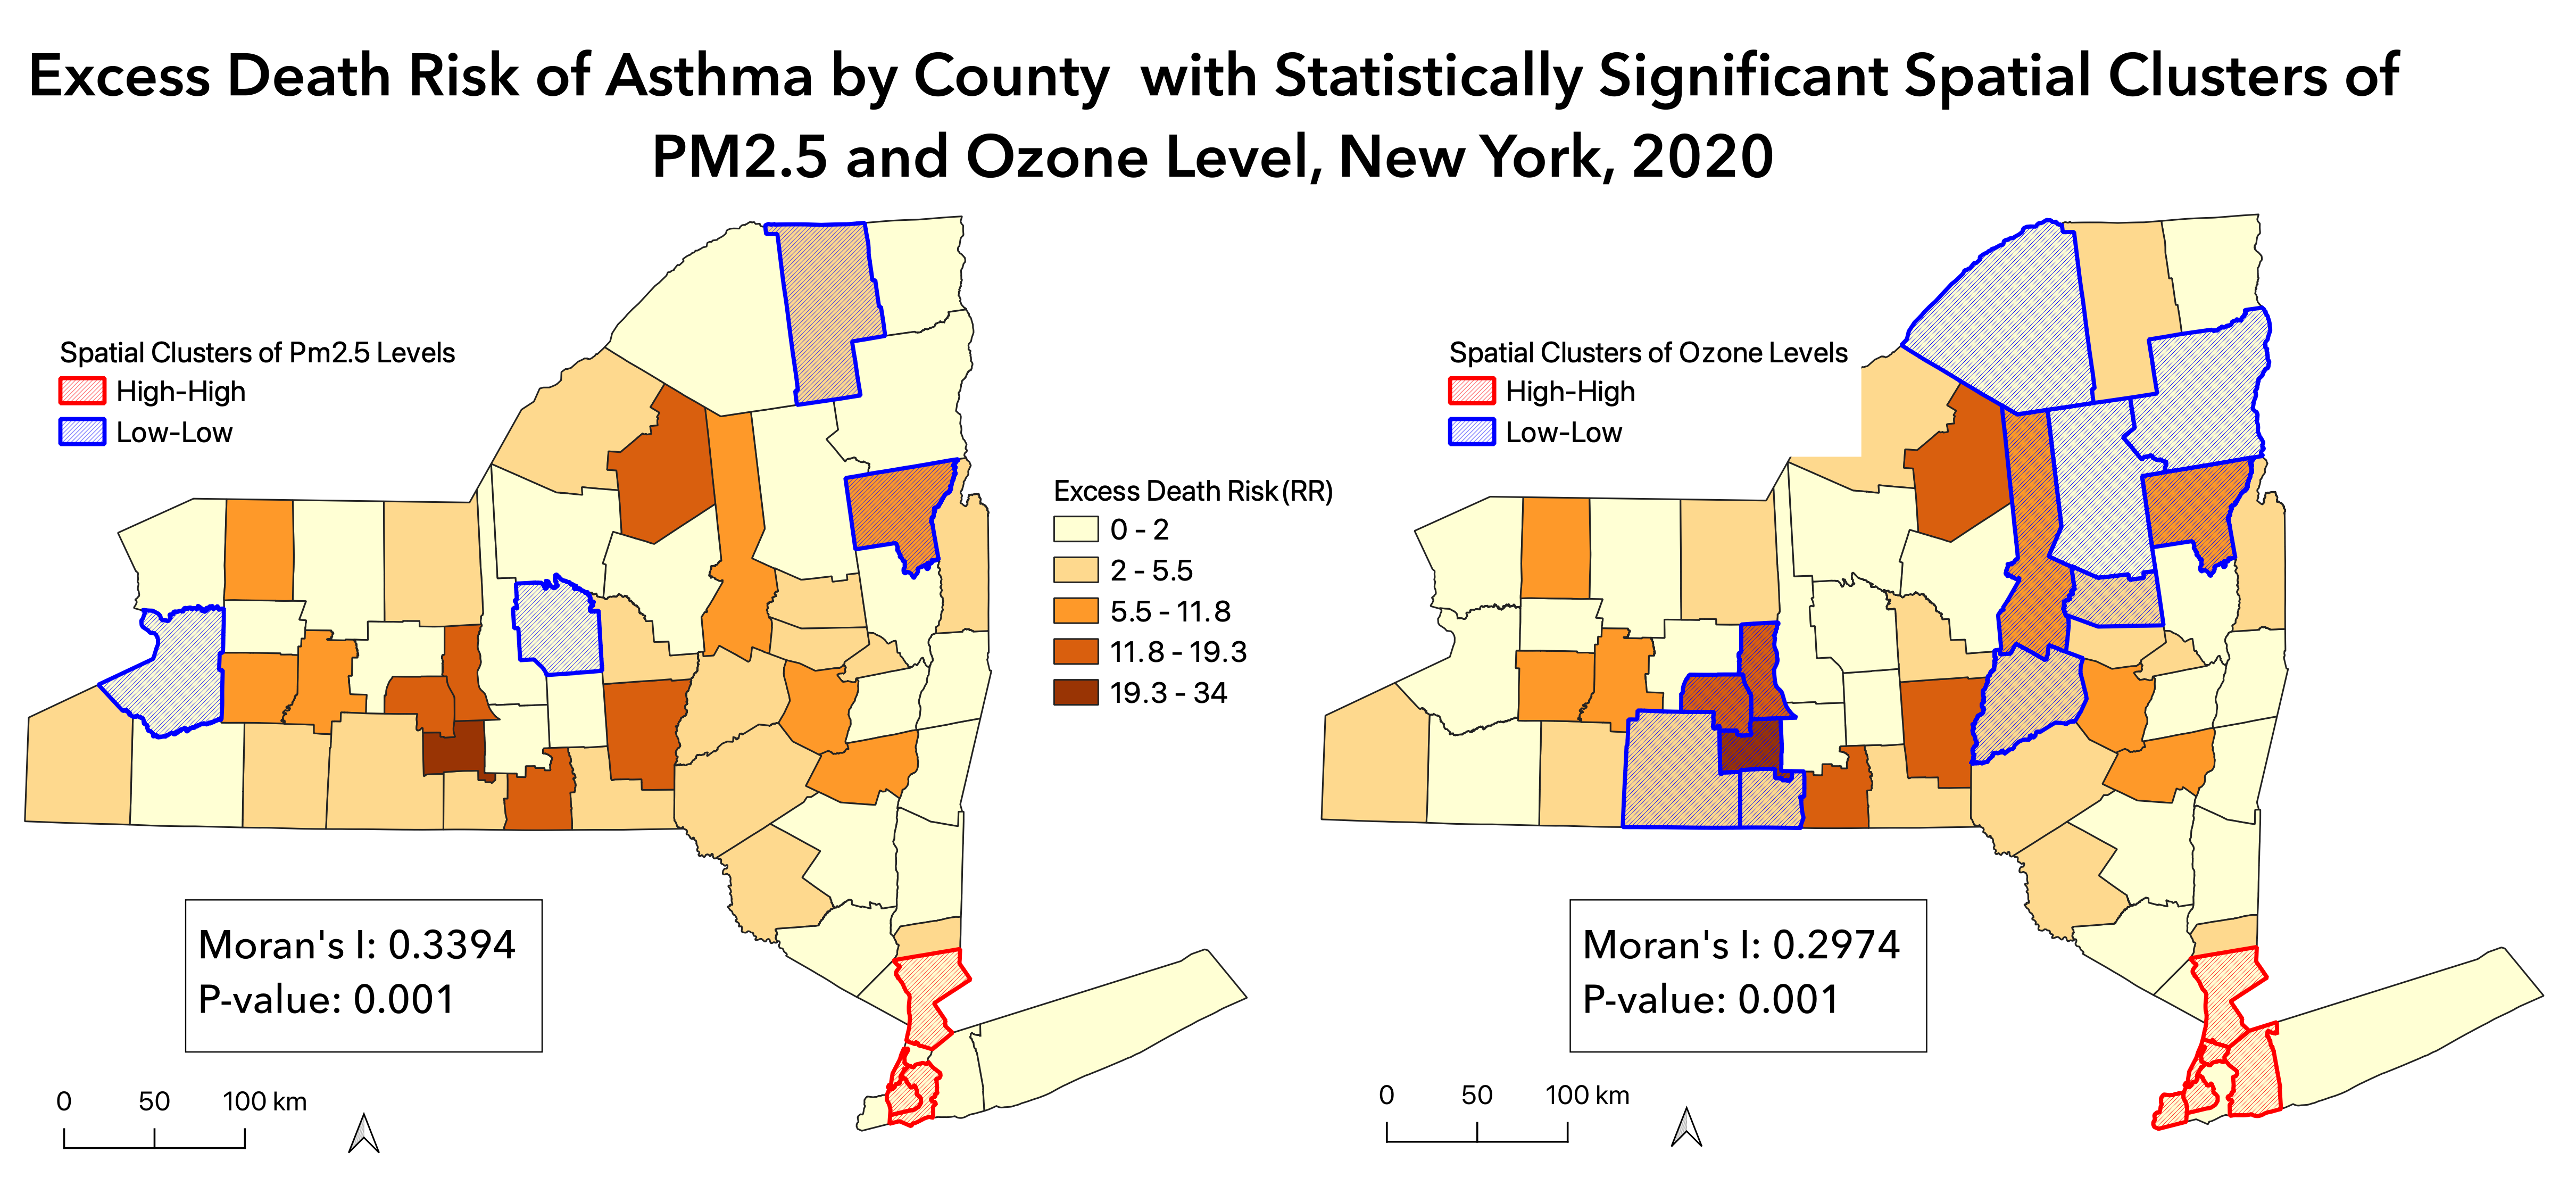 Excess Death Risk of Asthma by County with Statistically Significant Spatial Clusters of
PM2.5 and Ozone Level, New York, 2020
Spatial Clusters of Pm2.5 Levels
High-High
Low-Low
Moran's I: 0.3394
P-value: 0.001
0 50 100 km
Excess Death Risk (RR)
0 - 2
2 - 5.5
5.5 - 11.8
11.8 - 19.3
19.3 - 34
Spatial Clusters of Ozone Levels
High-High
Low-Low
Moran's I: 0.2974
P-value: 0.001
0 50 100 km